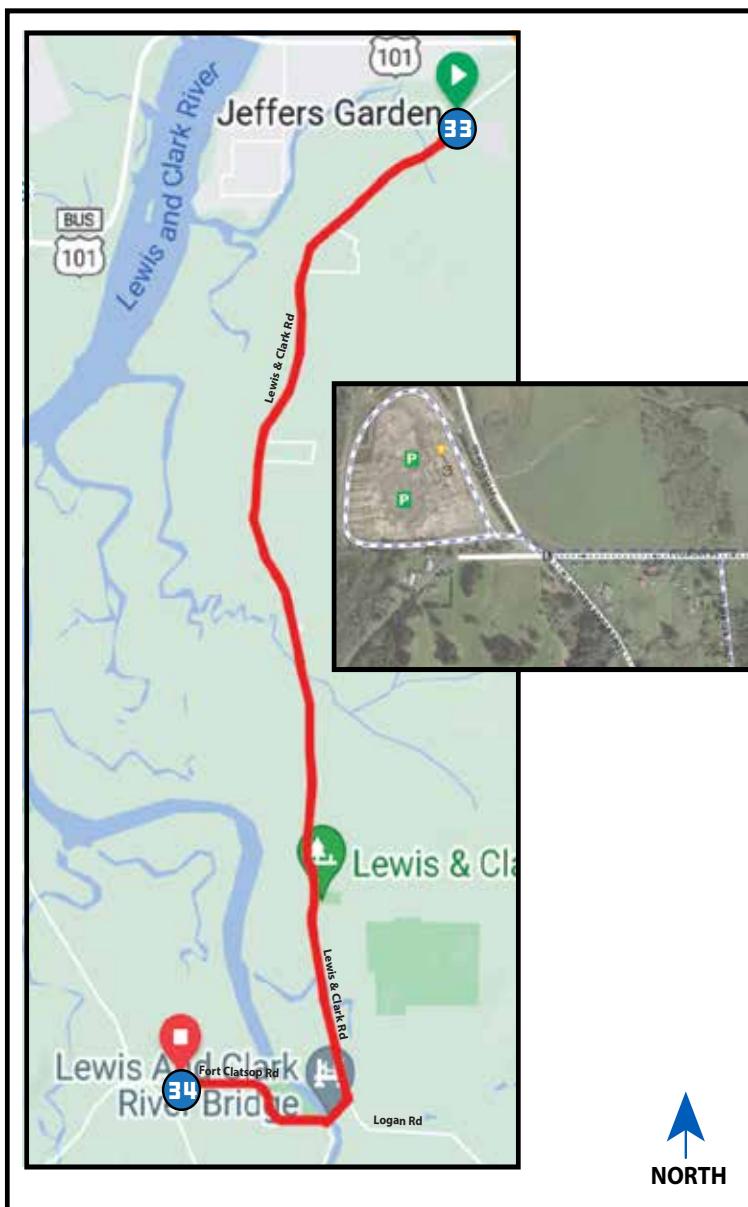 101
Jeffers Garden
33
Lewis and Clark River
BUS
101
Lewis & Clark Rd
P
P
Lewis & Cla
Lewis & Clark Rd
Lewis And Clark
River Bridge
Fort Clatsop Rd
34
Logan Rd
NORTH